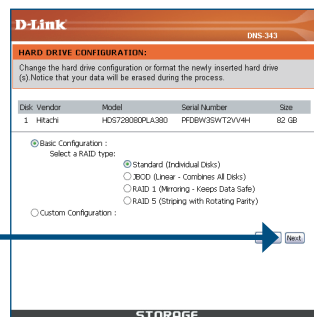 D-Link
DNS-343
HARD DRIVE CONFIGURATION:
Change the hard drive configuration or format the newly inserted hard drive
(s).Notice that your data will be erased during the process.
Disk Vendor Model Serial Number Size
1 Hitachi HDS728080PLA380 PFDBW3SWT2VV4H 82 GB
Basic Configuration :
Select a RAID type:
Standard (Individual Disks)
JBOD (Linear - Combines All Disks)
RAID 1 (Mirroring - Keeps Data Safe)
RAID 5 (Striping with Rotating Parity)
Custom Configuration :
Next
STORAGE